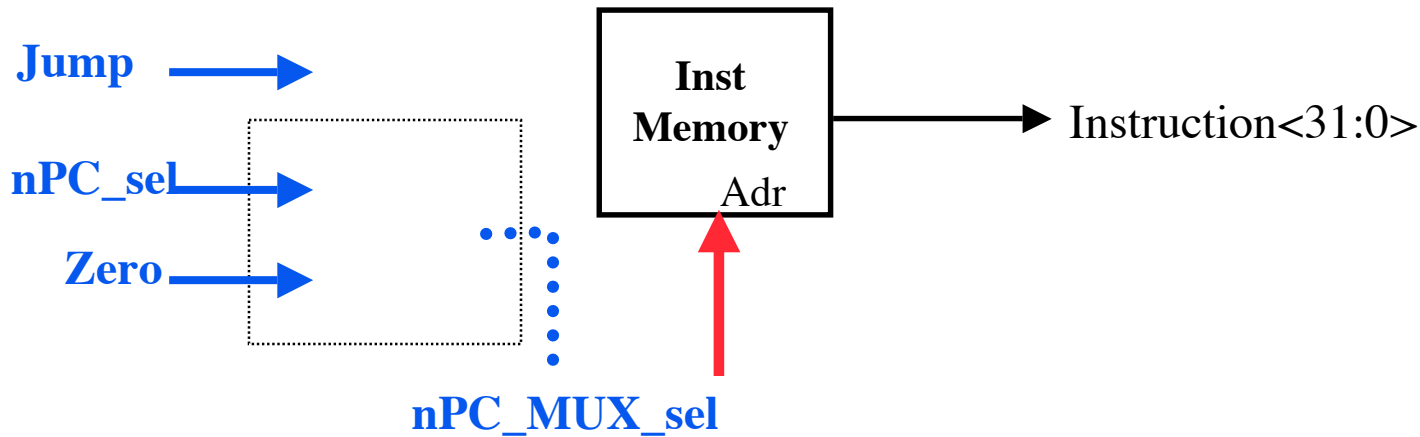 Jump
Inst
Memory
Instruction<31:0>
nPC_sel
Adr
Zero
nPC_MUX_sel